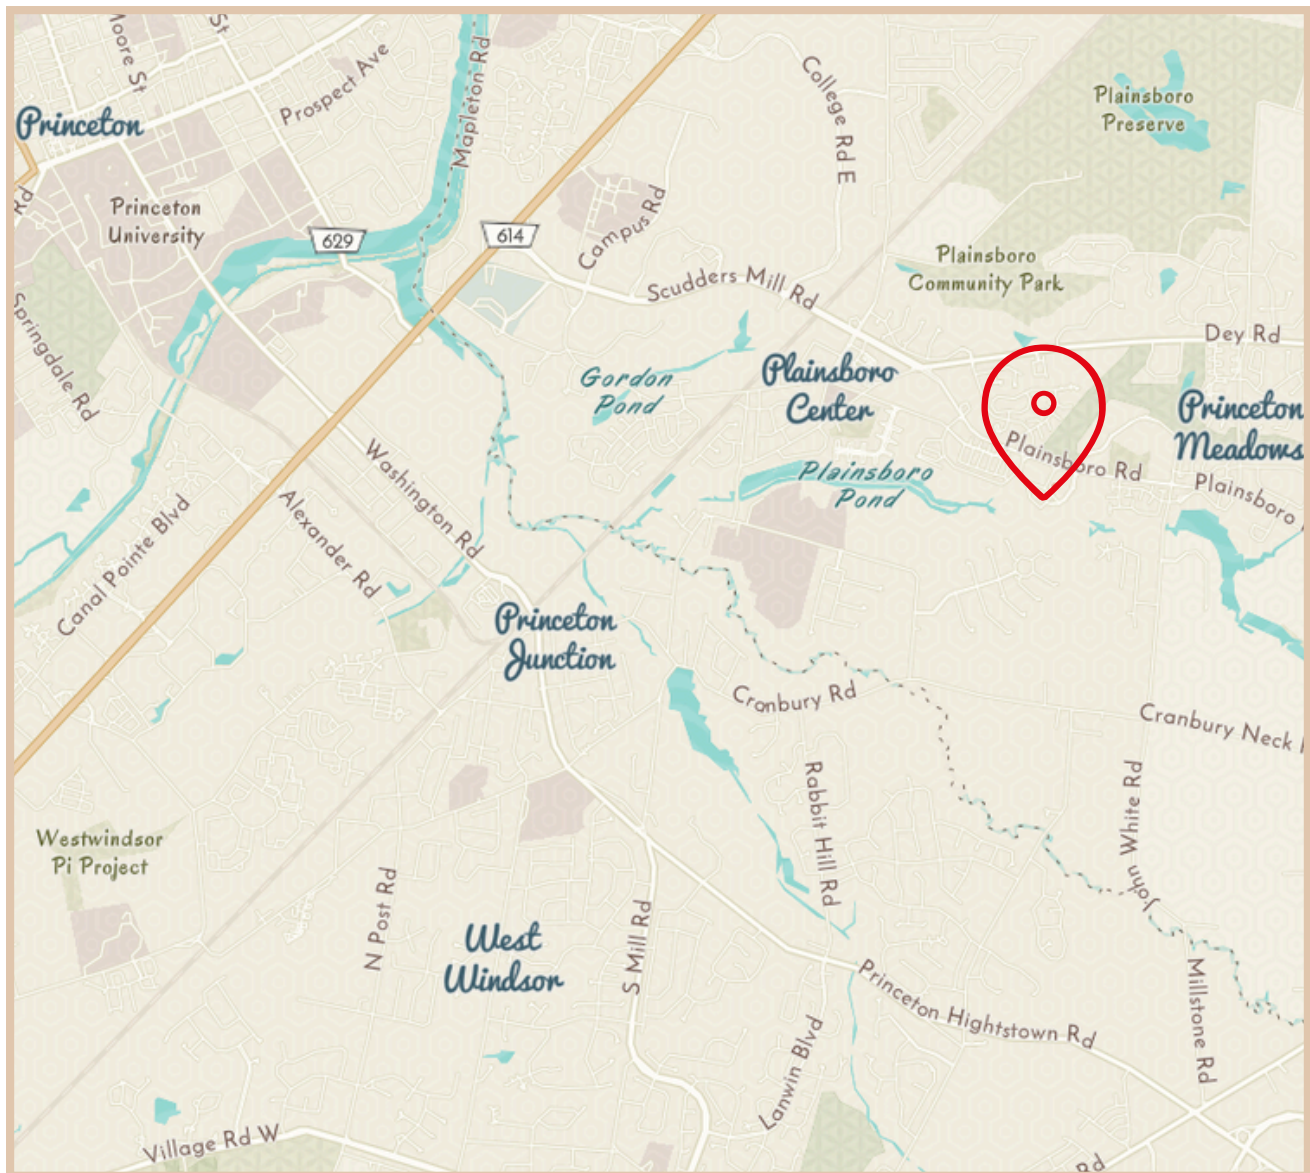 Moore St
St
Prospect Ave
Mapleton Rd
College Rd E
Plainsboro
Preserve
Princeton
Rd
Princeton
University
629
614
Campus Rd
Scudders Mill Rd
Plainsboro
Community Park
Dey Rd
Springdale Rd
Gordon
Pond
Plainsboro
Center
Princeton
Meadows
Plainsboro Rd
Plainsboro
Plainsboro
Pond
Washington Rd
Alexander Rd
Canal Pointe Blvd
Princeton
Junction
Cranbury Rd
Cranbury Neck
Rabbit Hill Rd
John White Rd
Westwindsor
Pi Project
N Post Rd
West
Windsor
S Mill Rd
Princeton Hightstown Rd
Millstone Rd
Lanwin Blvd
Village Rd W
Rd